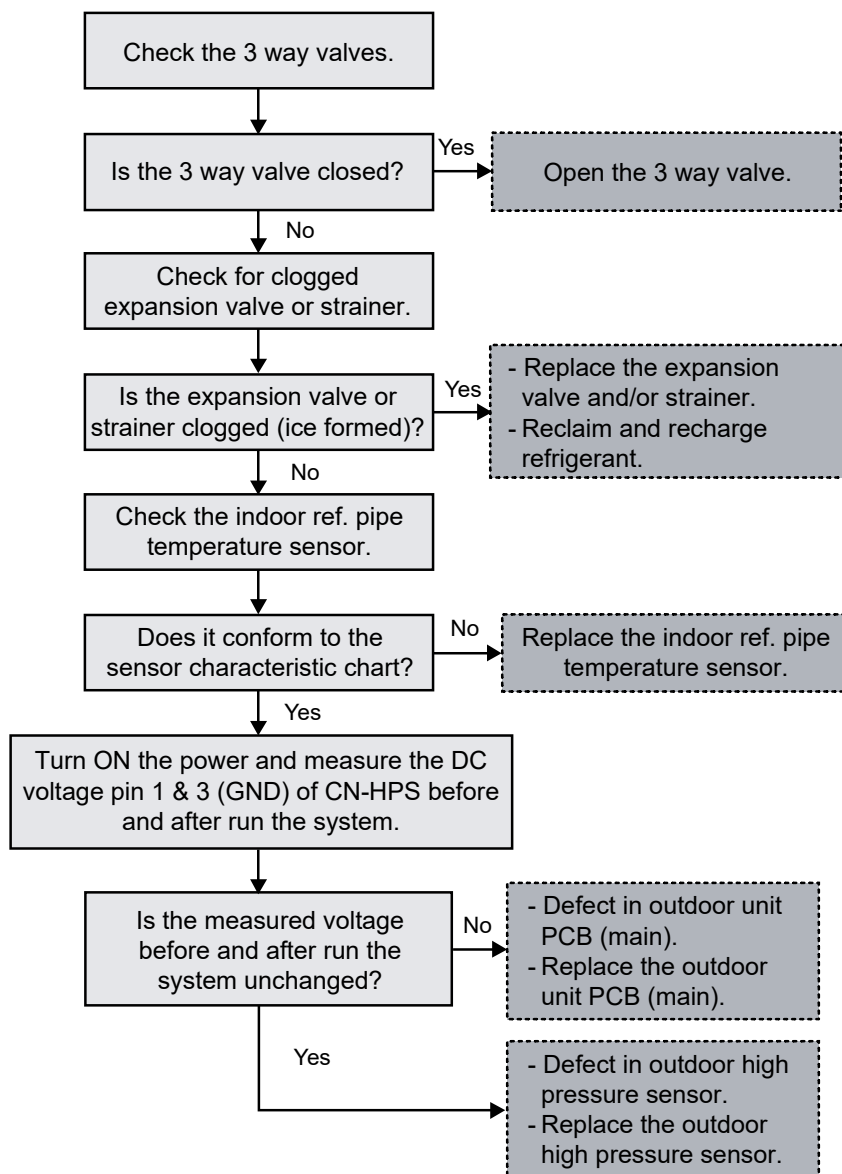 Check the 3 way valves.
Is the 3 way valve closed?
Yes
Open the 3 way valve.
No
Check for clogged
expansion valve or strainer.
Is the expansion valve or
strainer clogged (ice formed)?
Yes
- Replace the expansion
valve and/or strainer.
- Reclaim and recharge
refrigerant.
No
Check the indoor ref. pipe
temperature sensor.
Does it conform to the
sensor characteristic chart?
No
Replace the indoor ref. pipe
temperature sensor.
Yes
Turn ON the power and measure the DC
voltage pin 1 & 3 (GND) of CN-HPS before
and after run the system.
Is the measured voltage
before and after run the
system unchanged?
No
- Defect in outdoor unit
PCB (main).
- Replace the outdoor
unit PCB (main).
Yes
- Defect in outdoor high
pressure sensor.
- Replace the outdoor
high pressure sensor.